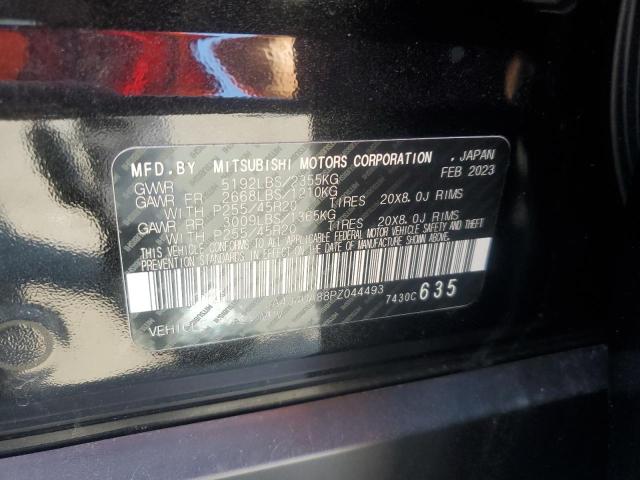 MFD.BY MITSUBISHI MOTORS CORPORATION , JAPAN
GVWR 5192LBS/2355KG FEB 2023
GAWR FR 2668LBS/1210KG
WITH P255/45R20 TIRES 20X8.0J RIMS
GAWR RR 3009LBS/1365KG
WITH P255/45R20 TIRES 20X8.0J RIMS
THIS VEHICLE CONFORMS TO ALL APPLICABLE FEDERAL MOTOR VEHICLE SAFETY AND THEFT
PREVENTION STANDARDS IN EFFECT ON THE DATE OF MANUFACTURE SHOWN ABOVE.
88PZ044493 7430C 635